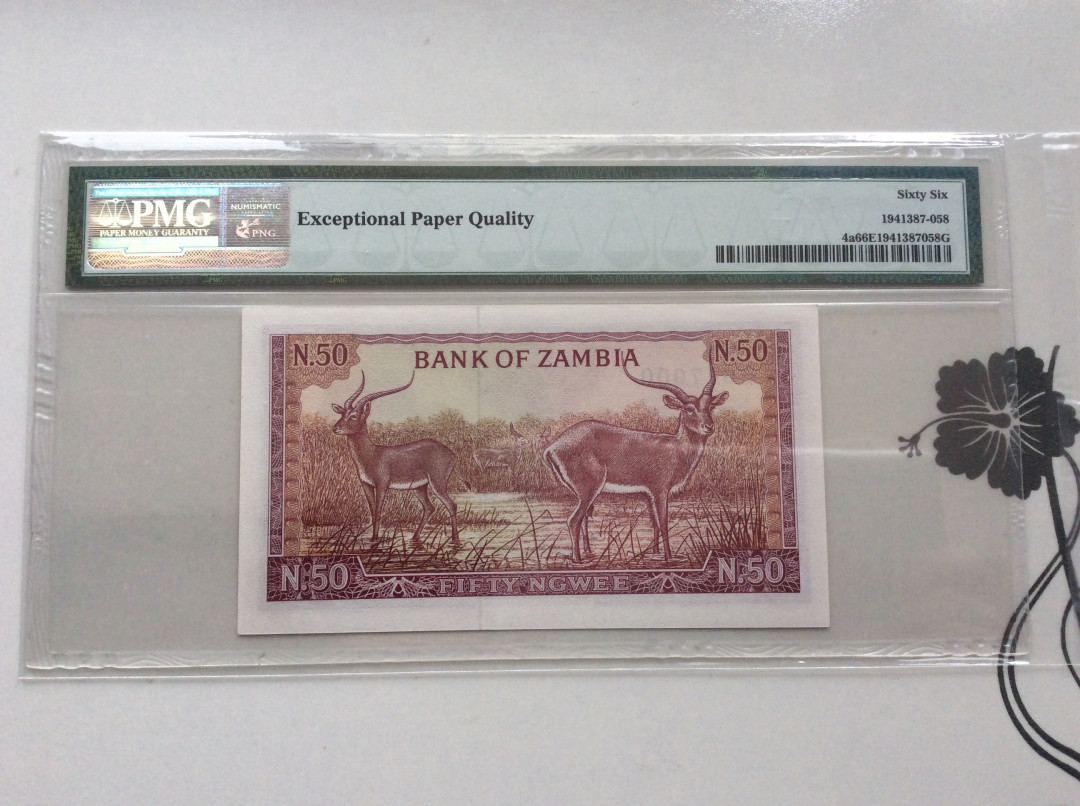 PMG
PAPER MONEY GUARANTY
NUMISMATIC
PNG
Exceptional Paper Quality
Sixty Six
1941387-058
4a66E1941387058G
N.50
BANK OF ZAMBIA
N.50
N.50
FIFTY NGWEE
N.50